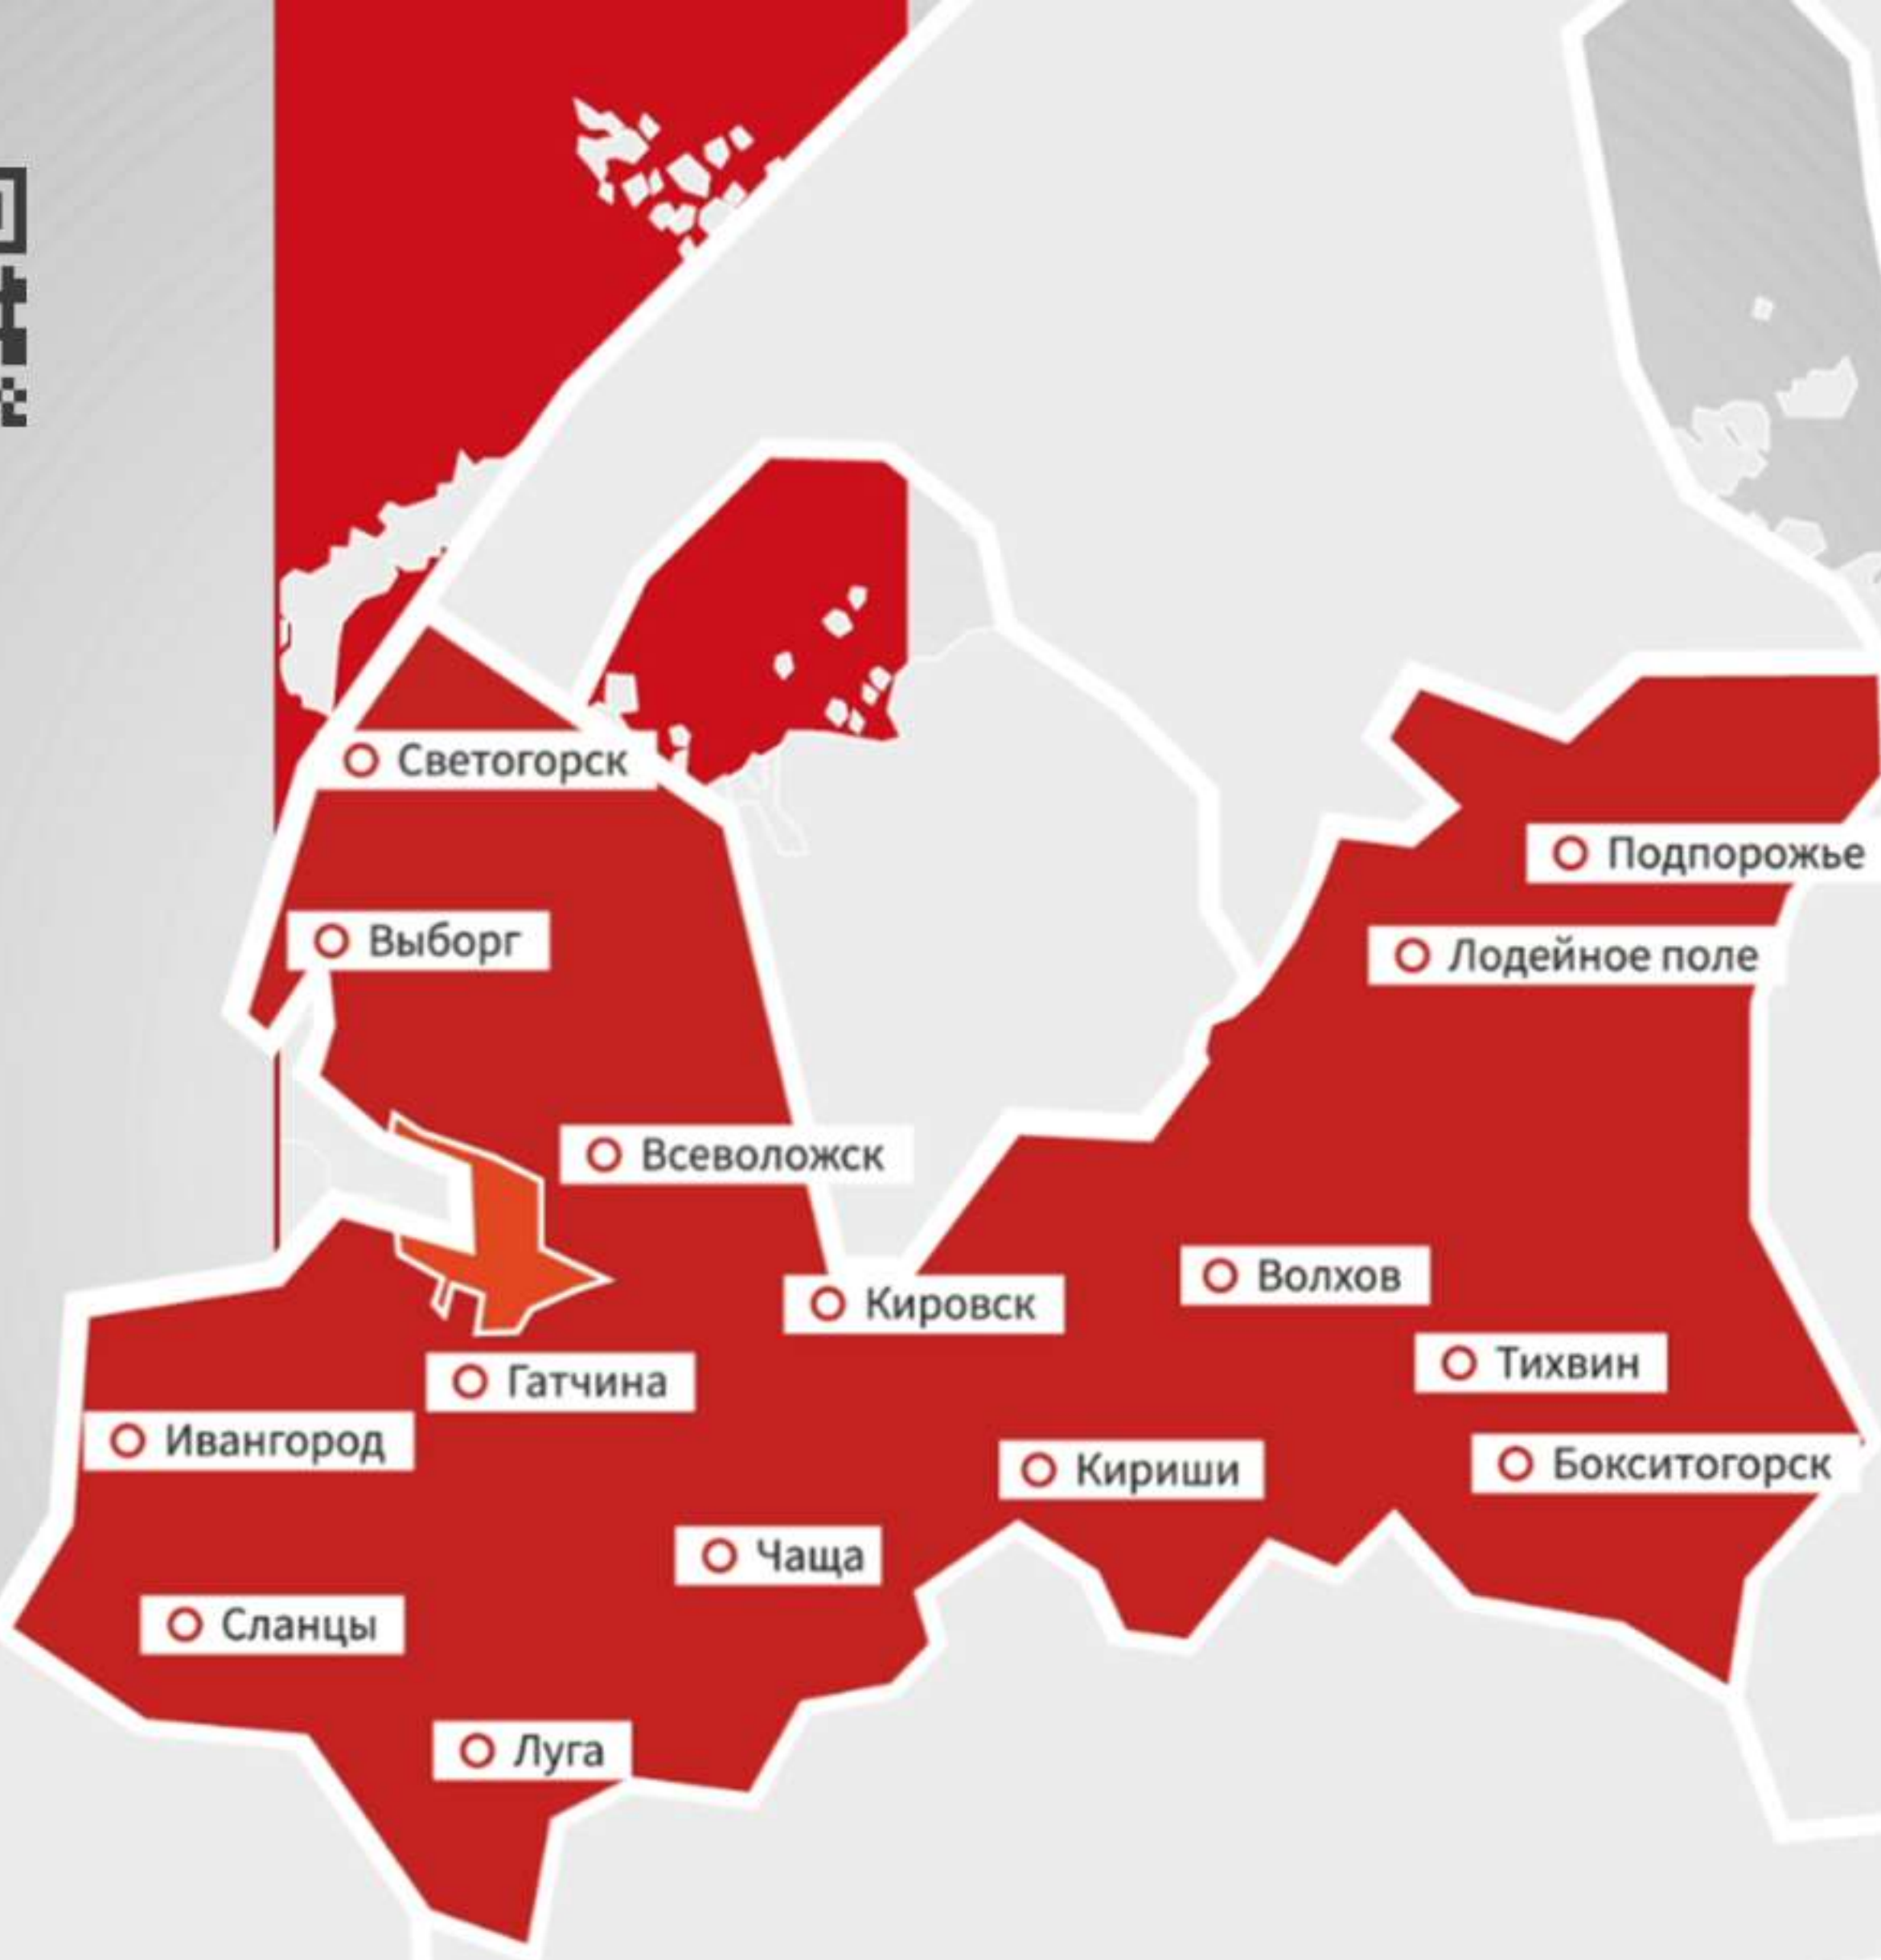 Светогорск
Подпорожье
Выборг
Лодейное поле
Всеволожск
Волхов
Кировск
Тихвин
Гатчина
Ивангород
Бокситогорск
Кириши
Чаща
Сланцы
Луга